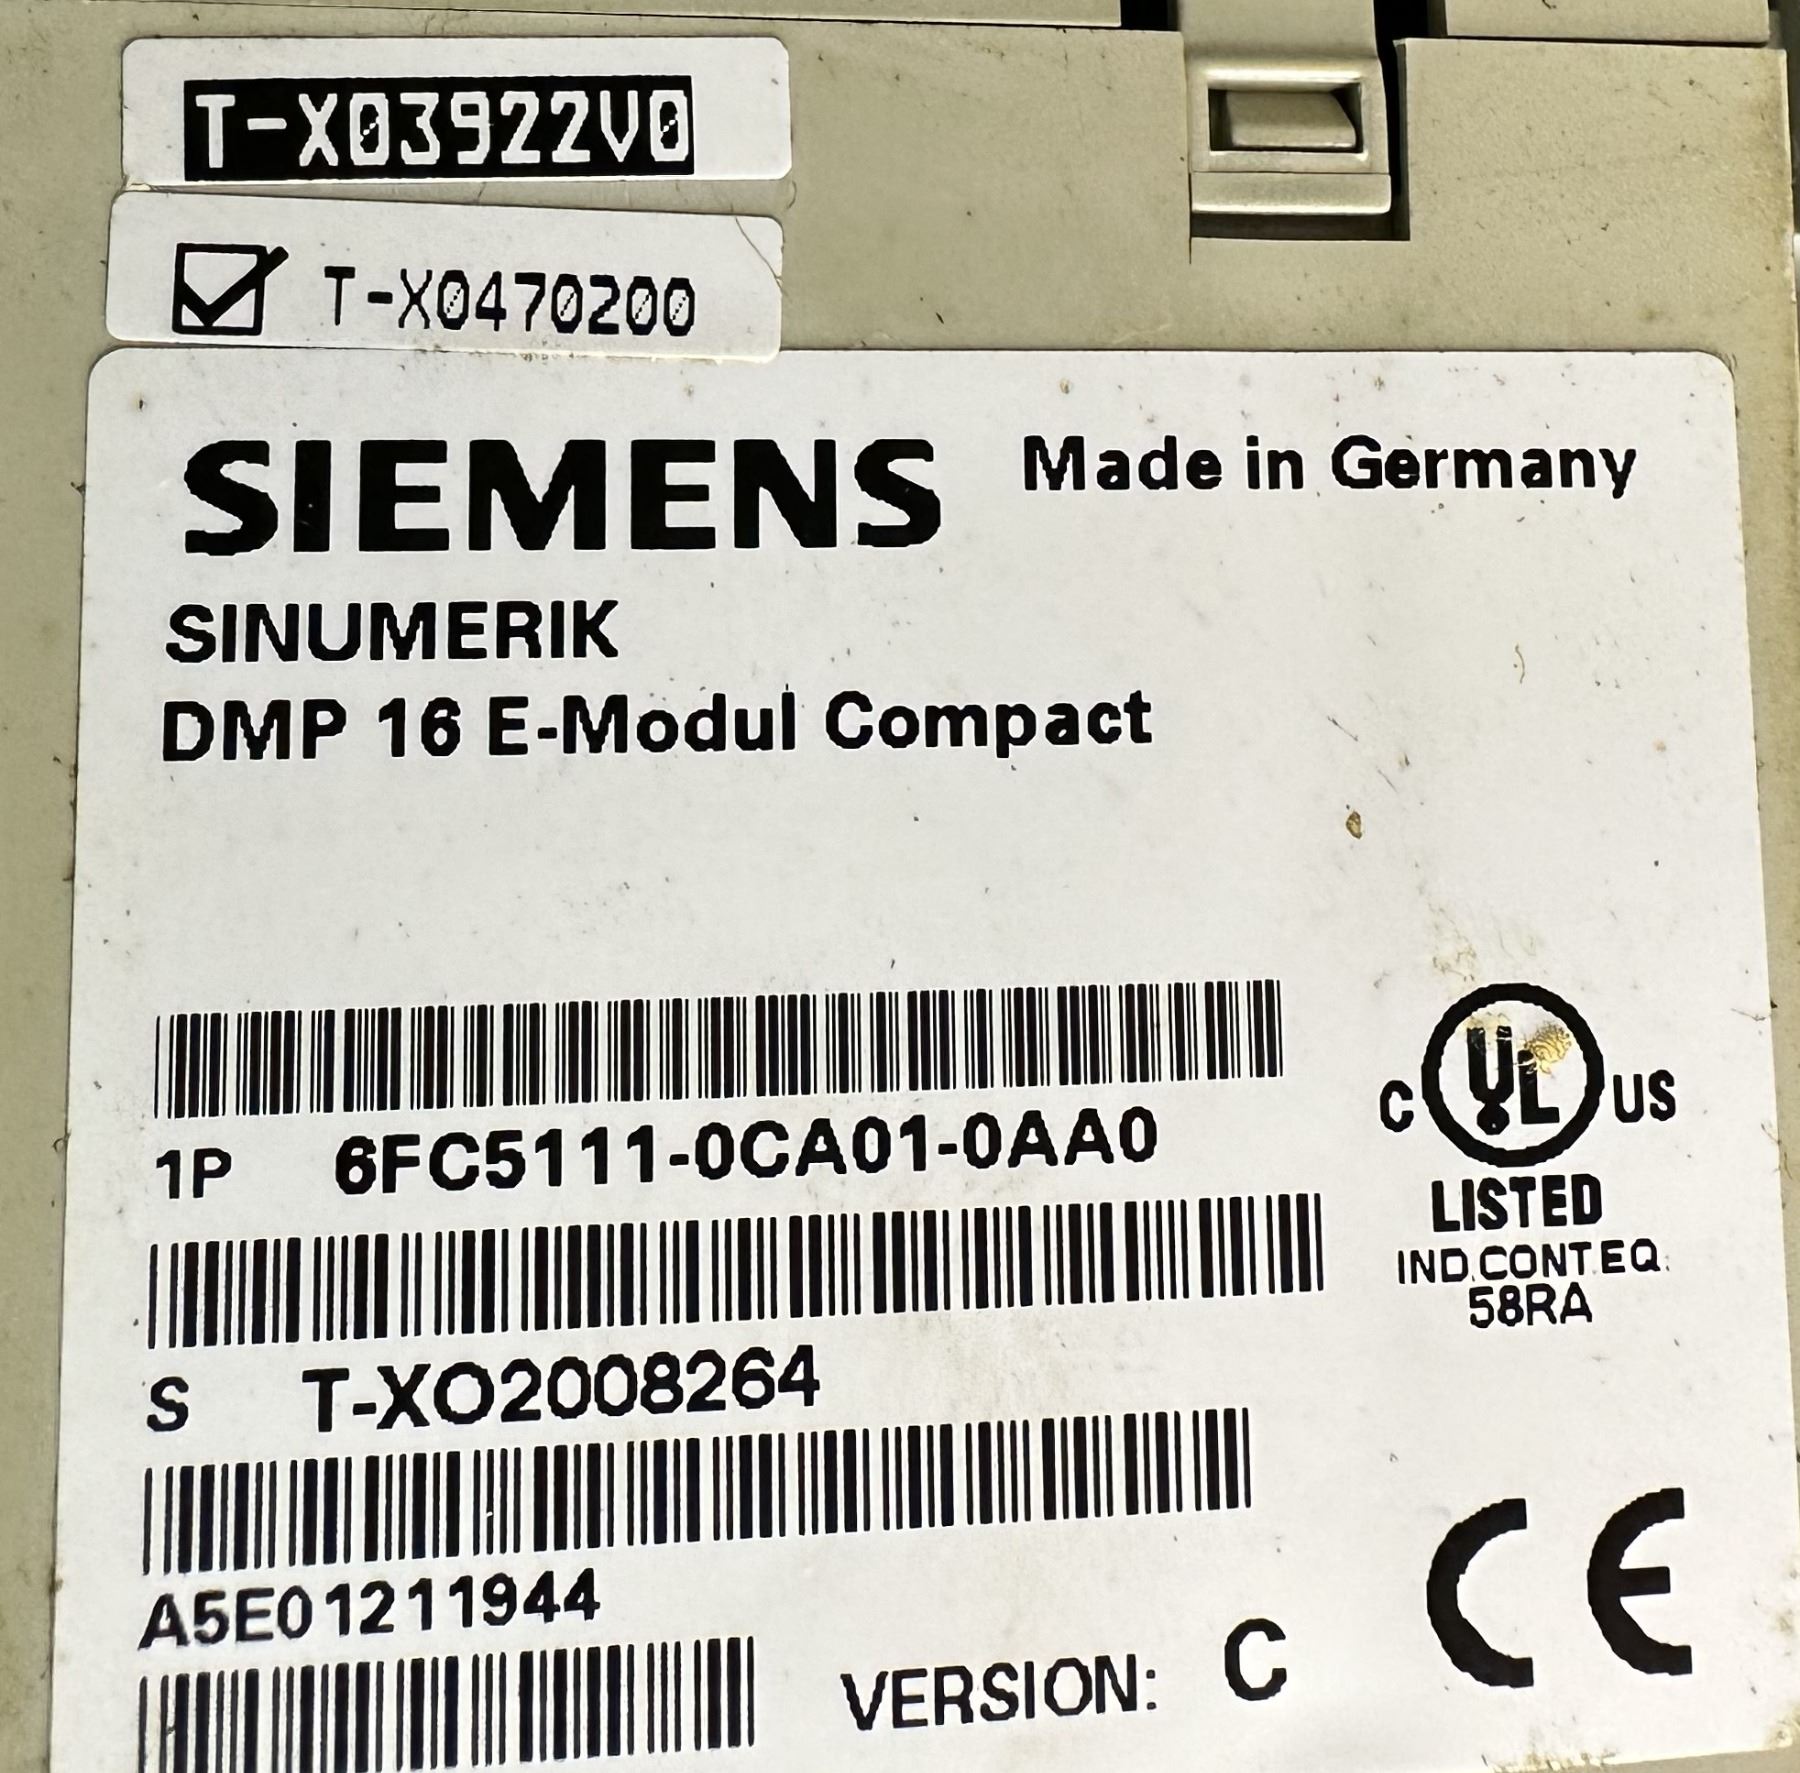 T-X03922V0
T-X0470200
SIEMENS Made in Germany
SINUMERIK
DMP 16 E-Modul Compact
1P 6FC5111-0CA01-0AA0
C UL US
LISTED
IND.CONT.EQ.
58RA
S T-XO2008264
A5E01211944
VERSION: C
CE